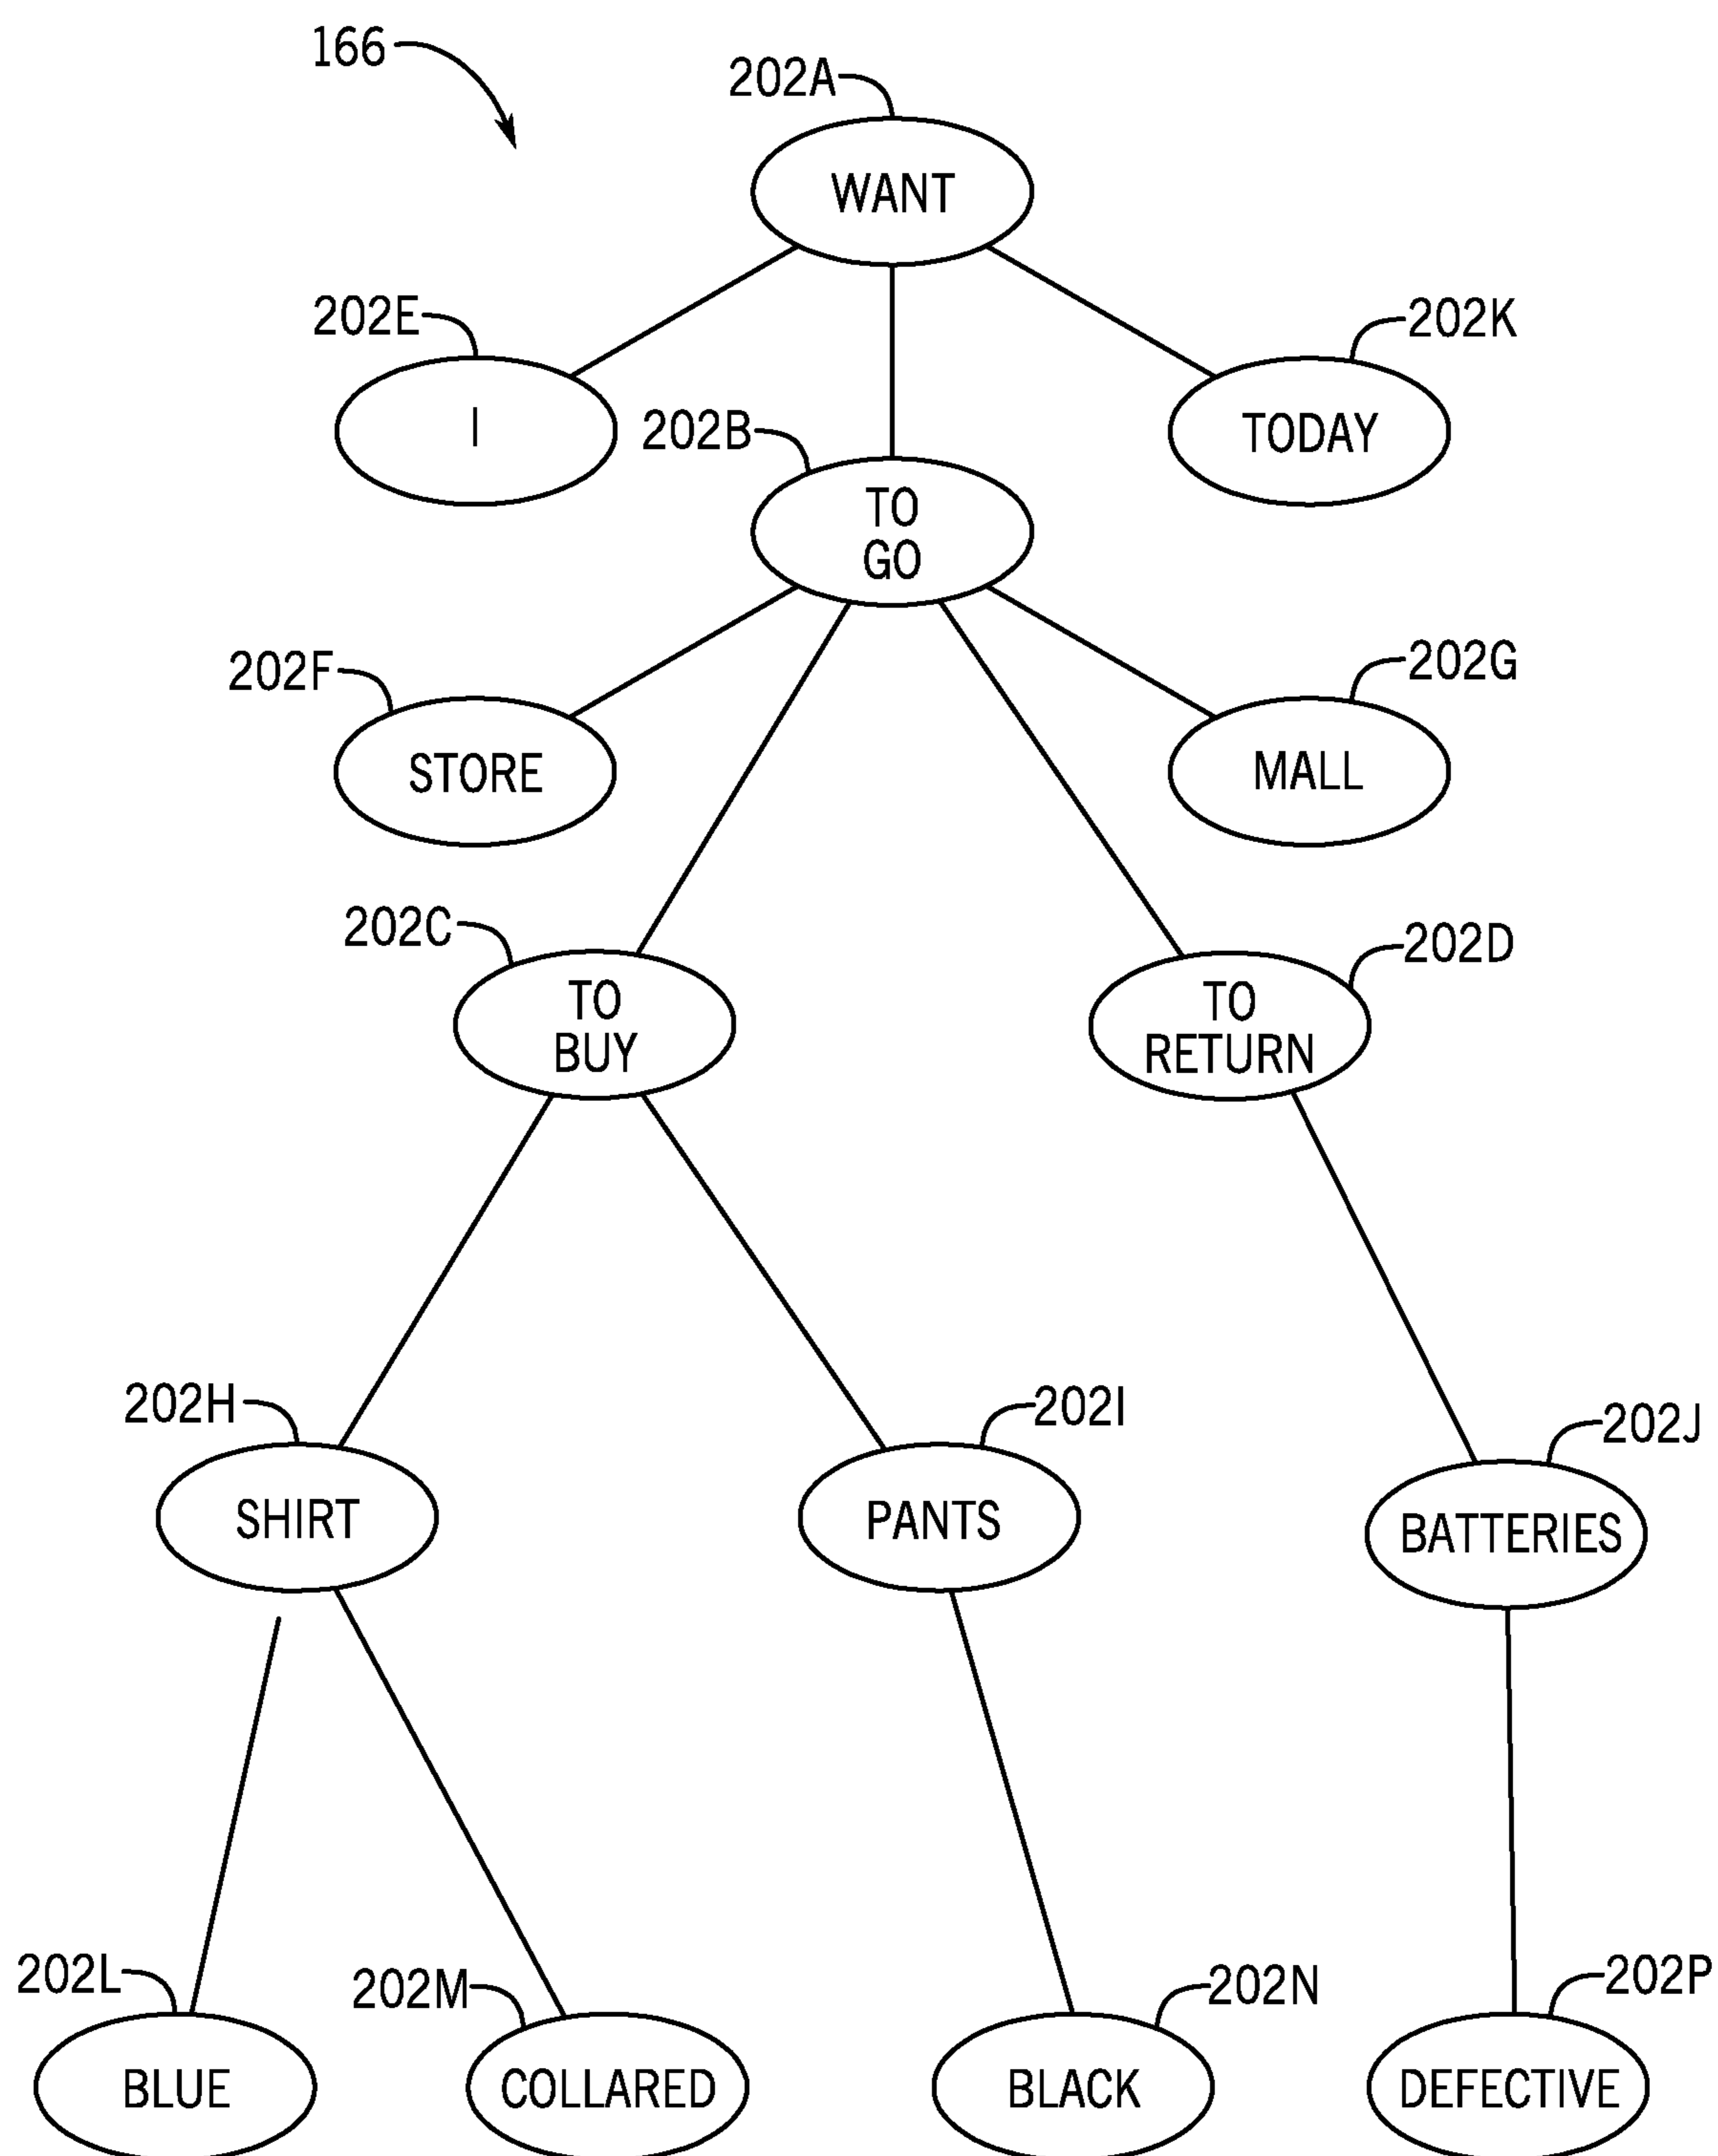 166
202A
WANT
202E
202K
I
202B
TODAY
TO
GO
202F
202G
STORE
MALL
202C
202D
TO
BUY
TO
RETURN
202H
202I
202J
SHIRT
PANTS
BATTERIES
202L
202M
202N
202P
BLUE
COLLARED
BLACK
DEFECTIVE